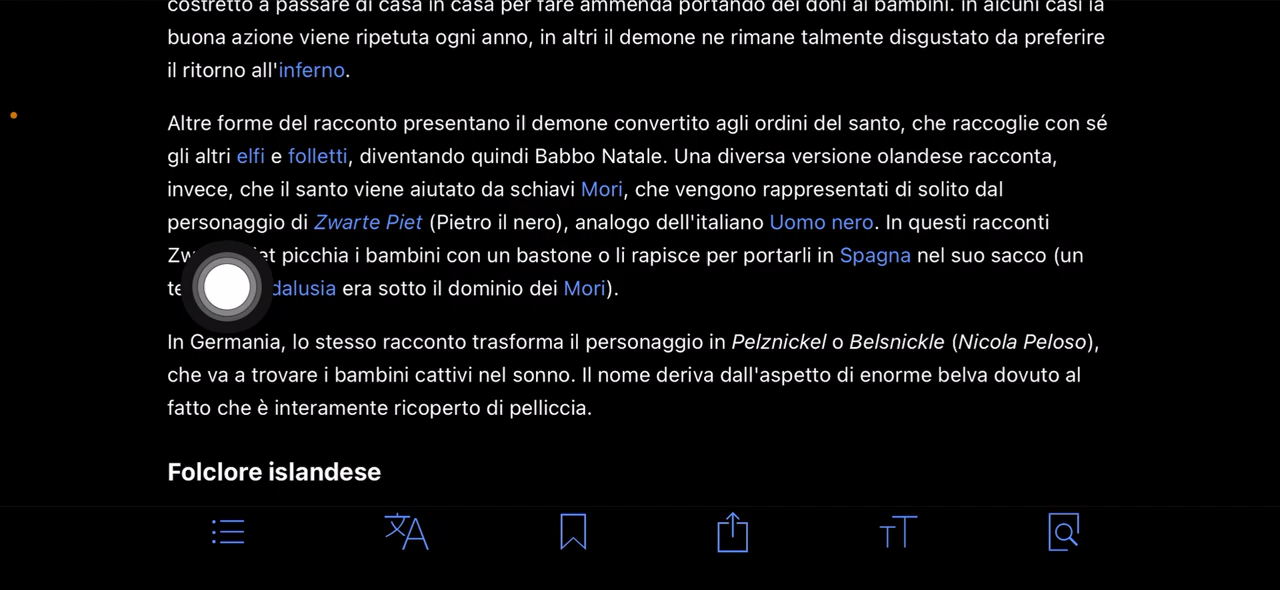 costretto a passare di casa in casa per fare ammenda portando dei doni ai bambini. In alcuni casi la
buona azione viene ripetuta ogni anno, in altri il demone ne rimane talmente disgustato da preferire
il ritorno all'inferno.
Altre forme del racconto presentano il demone convertito agli ordini del santo, che raccoglie con sé
gli altri elfi e folletti, diventando quindi Babbo Natale. Una diversa versione olandese racconta,
invece, che il santo viene aiutato da schiavi Mori, che vengono rappresentati di solito dal
personaggio di Zwarte Piet (Pietro il nero), analogo dell'italiano Uomo nero. In questi racconti
picchia i bambini con un bastone o li rapisce per portarli in Spagna nel suo sacco (un
era sotto il dominio dei Mori).
In Germania, lo stesso racconto trasforma il personaggio in Pelznickel o Belsnickle (Nicola Peloso),
che va a trovare i bambini cattivi nel sonno. Il nome deriva dall'aspetto di enorme belva dovuto al
fatto che è interamente ricoperto di pelliccia.
Folclore islandese